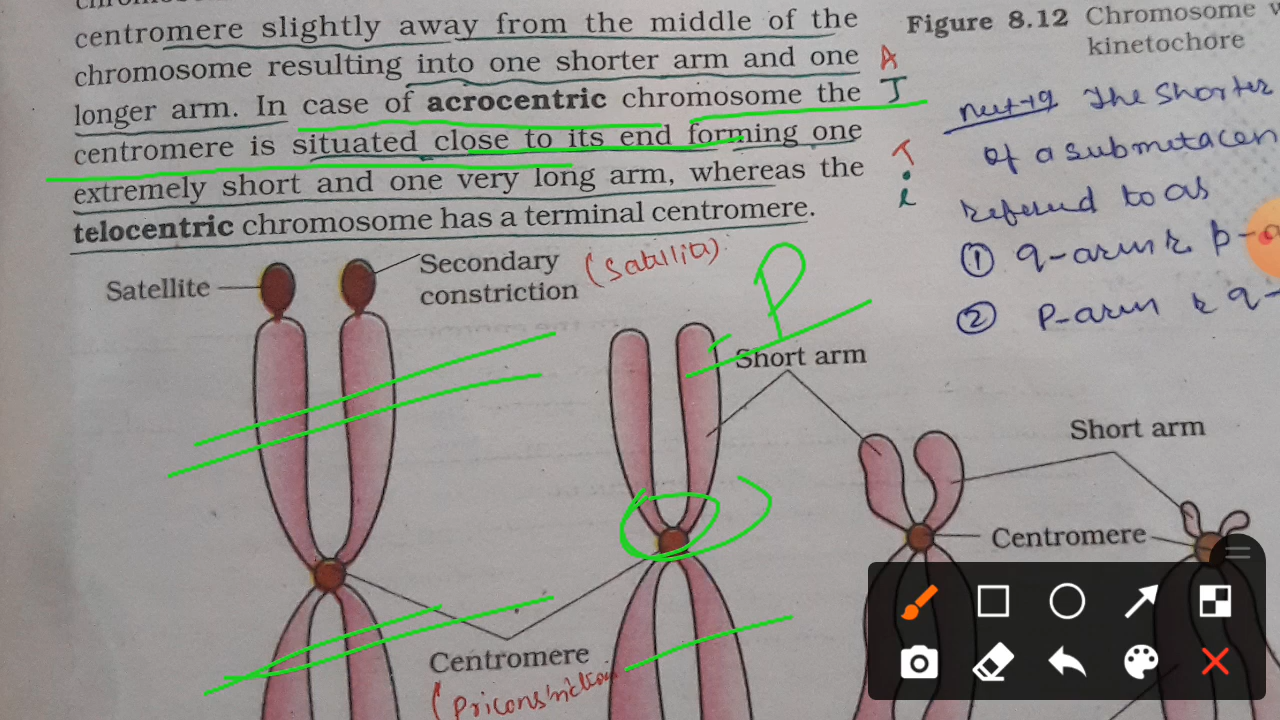 centromere slightly away from the middle of the
chromosome resulting into one shorter arm and one
longer arm. In case of acrocentric chromosome the
centromere is situated close to its end forming one
extremely short and one very long arm, whereas the
telocentric chromosome has a terminal centromere.
A
J
T
i
Figure 8.12 Chromosome
kinetochore
The Shorter
of a submetacen
referred to as
① q-arm & p-a
② P-arm & q-
Satellite
Secondary
constriction
(Satallite)
P
Short arm
Short arm
Centromere
Centromere
(Priconstriction